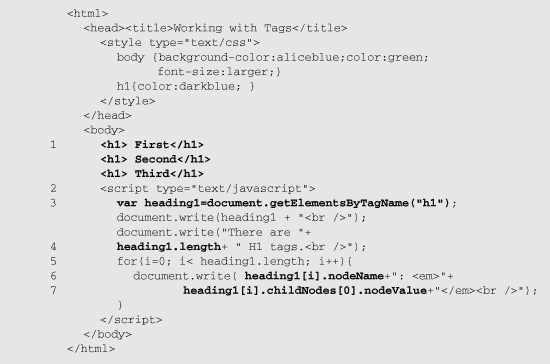 <html>
<head><title>Working with Tags</title>
<style type="text/css">
body {background-color:aliceblue;color:green;
font-size:larger;}
h1{color:darkblue; }
</style>
</head>
<body>
1 <h1> First</h1>
<h1> Second</h1>
<h1> Third</h1>
2 <script type="text/javascript">
3 var heading1=document.getElementsByTagName("h1");
document.write(heading1 + "<br />");
document.write("There are "+
4 heading1.length+ " H1 tags.<br />");
5 for(i=0; i< heading1.length; i++){
6 document.write( heading1[i].nodeName+": <em>"+
7 heading1[i].childNodes[0].nodeValue+"</em><br />");
}
</script>
</body>
</html>